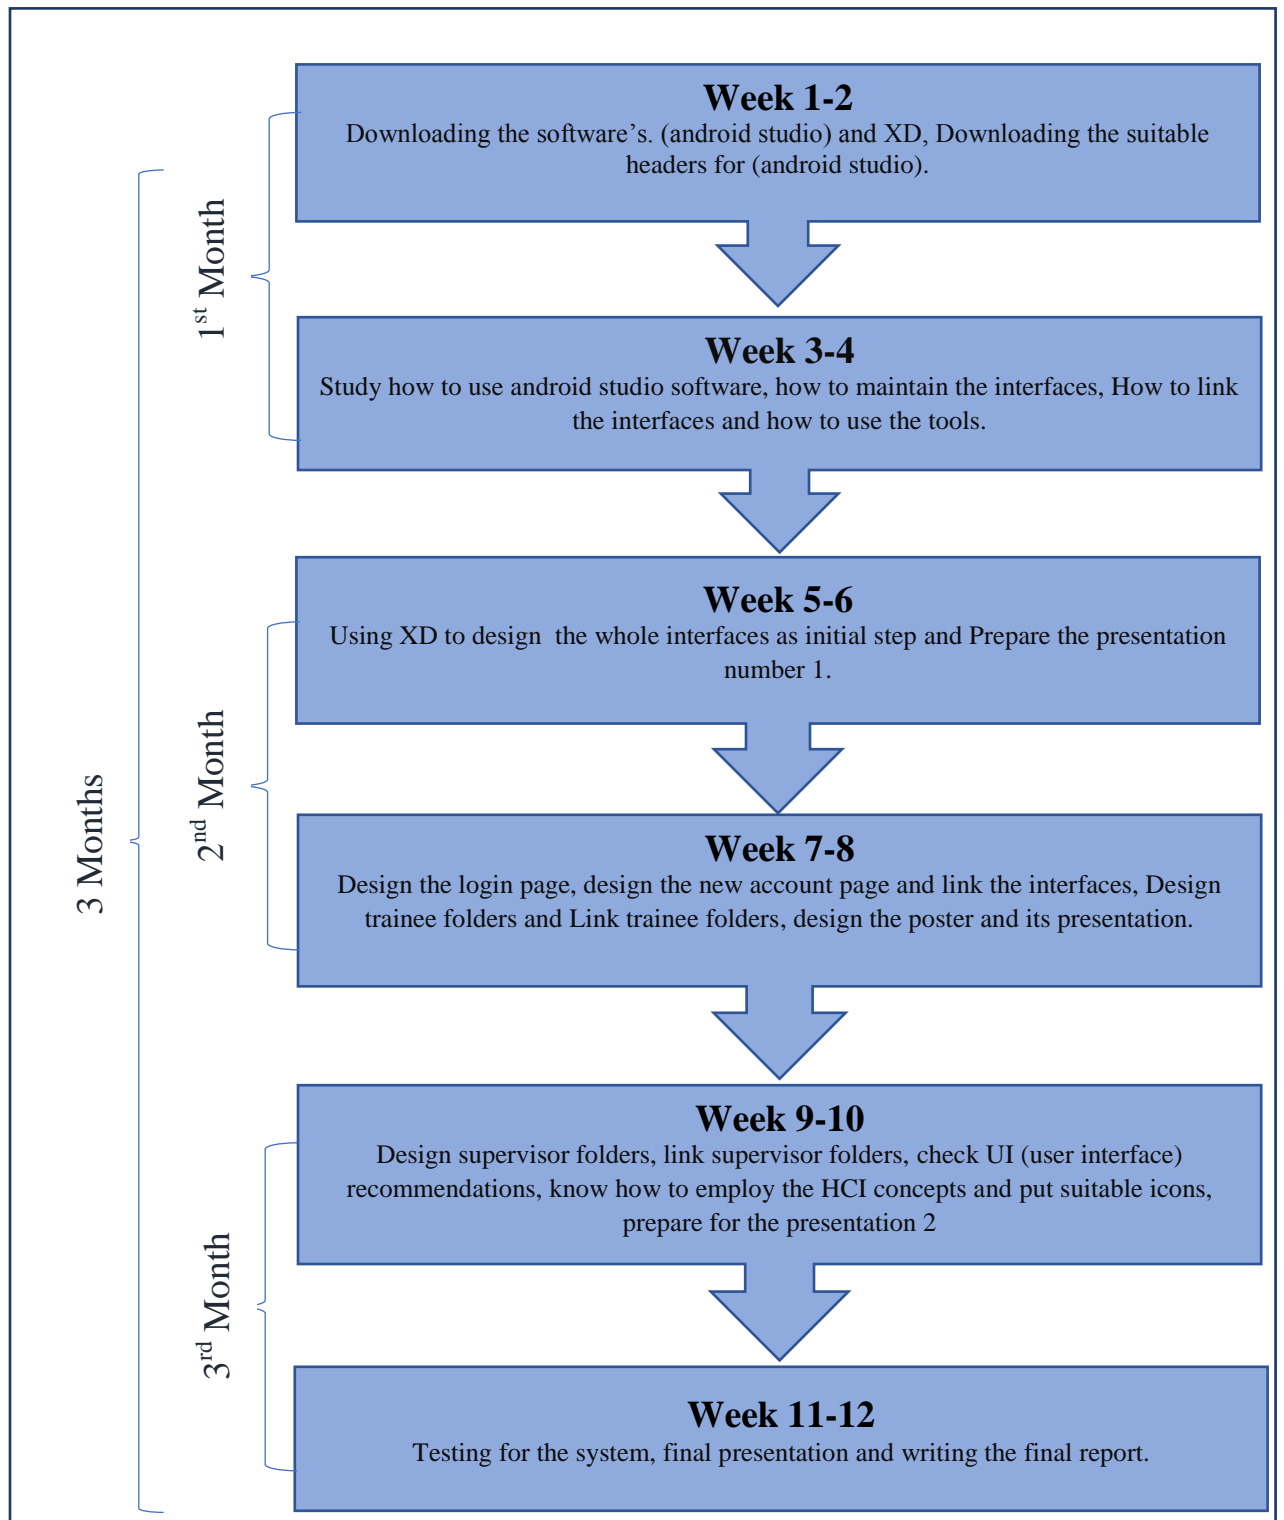 3 Months
1st Month
Week 1-2
Downloading the software's. (android studio) and XD, Downloading the suitable
headers for (android studio).
Week 3-4
Study how to use android studio software, how to maintain the interfaces, How to link
the interfaces and how to use the tools.
2nd Month
Week 5-6
Using XD to design  the whole interfaces as initial step and Prepare the presentation
number 1.
Week 7-8
Design the login page, design the new account page and link the interfaces, Design
trainee folders and Link trainee folders, design the poster and its presentation.
3rd Month
Week 9-10
Design supervisor folders, link supervisor folders, check UI (user interface)
recommendations, know how to employ the HCI concepts and put suitable icons,
prepare for the presentation 2
Week 11-12
Testing for the system, final presentation and writing the final report.